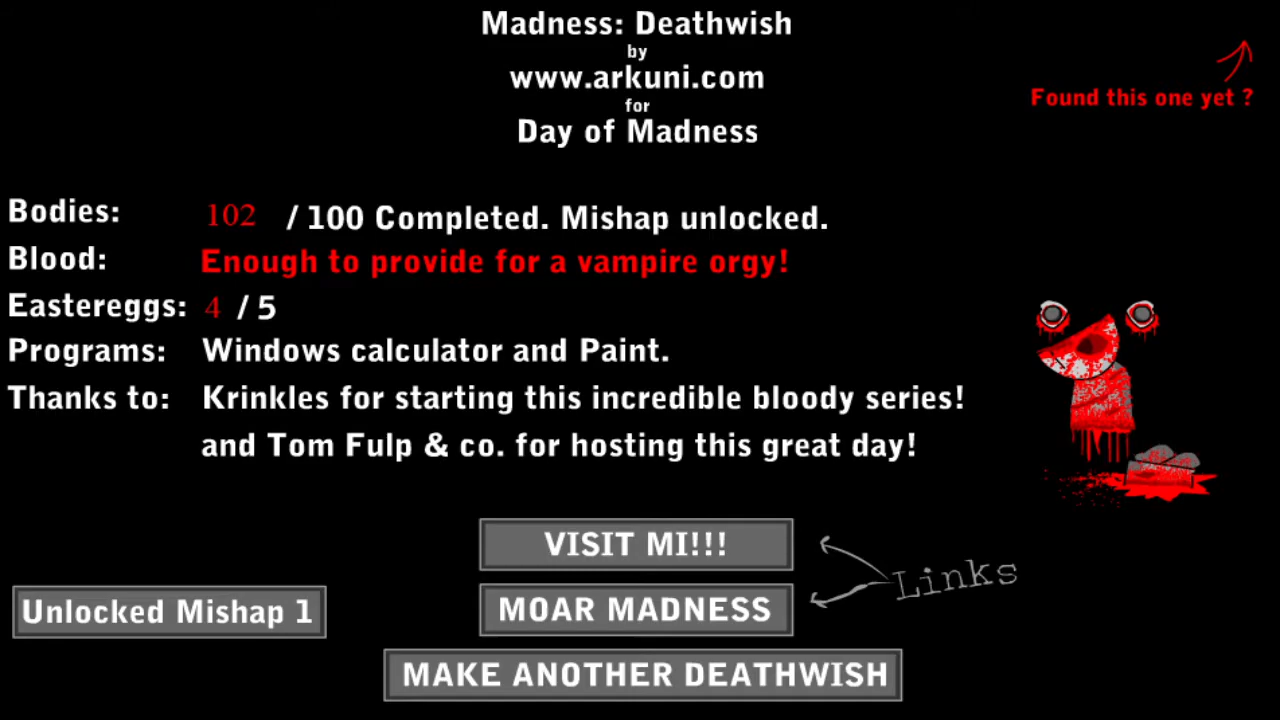 Madness: Deathwish
by
www.arkuni.com
for
Day of Madness
Found this one yet ?
Bodies: 102 / 100 Completed. Mishap unlocked.
Blood: Enough to provide for a vampire orgy!
Eastereggs: 4 / 5
Programs: Windows calculator and Paint.
Thanks to: Krinkles for starting this incredible bloody series!
and Tom Fulp & co. for hosting this great day!
VISIT MI!!!
Links
Unlocked Mishap 1
MOAR MADNESS
MAKE ANOTHER DEATHWISH